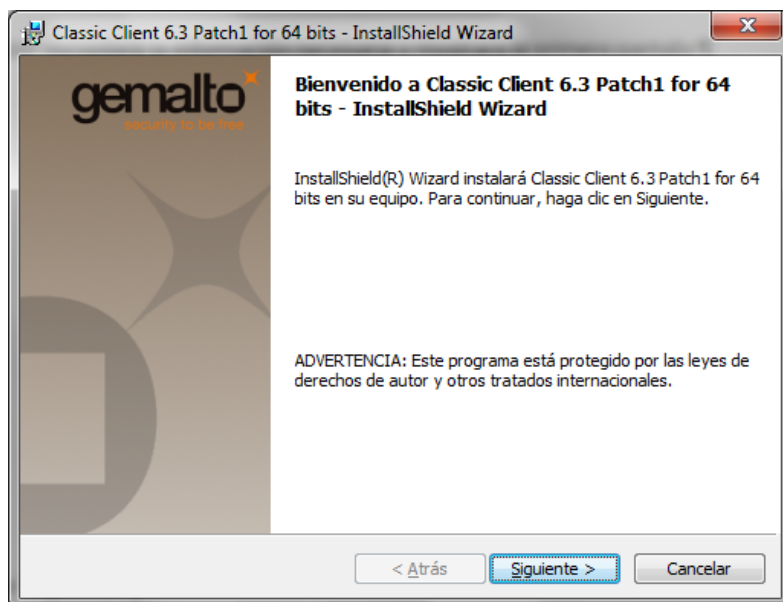 Classic Client 6.3 Patch1 for 64 bits - InstallShield Wizard
gemalto
security to be free
Bienvenido a Classic Client 6.3 Patch1 for 64
bits - InstallShield Wizard
InstallShield(R) Wizard instalará Classic Client 6.3 Patch1 for 64
bits en su equipo. Para continuar, haga clic en Siguiente.
ADVERTENCIA: Este programa está protegido por las leyes de
derechos de autor y otros tratados internacionales.
< Atrás
Siguiente >
Cancelar